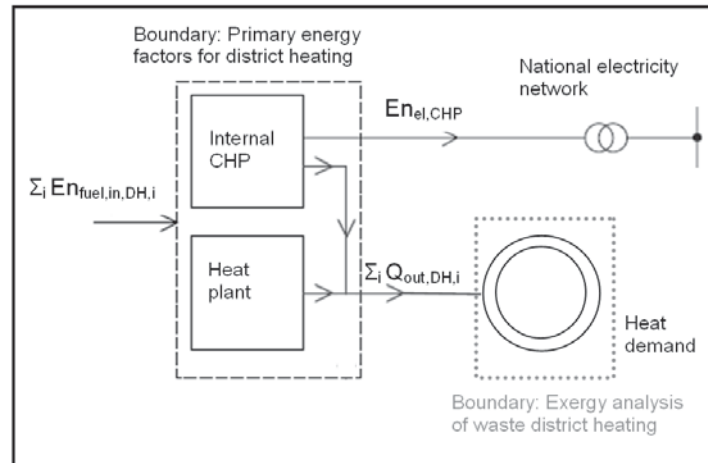 Boundary: Primary energy
factors for district heating
National electricity
network
Internal
CHP
En_el,CHP
Σ_i En_fuel,in,DH,i
Heat
plant
Σ_i Q_out,DH,i
Heat
demand
Boundary: Exergy analysis
of waste district heating